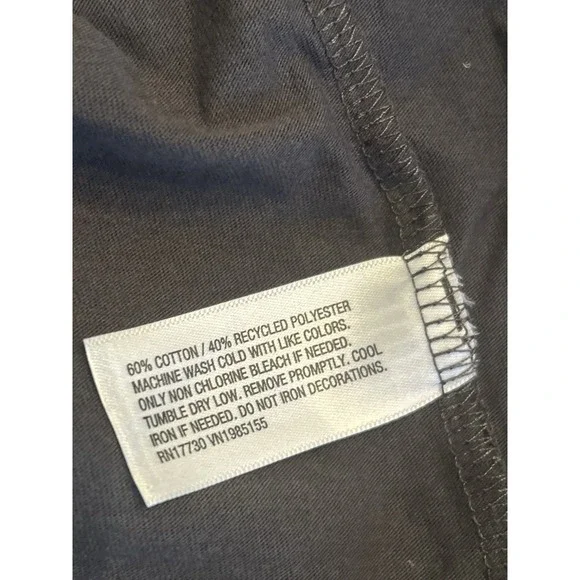 60% COTTON / 40% RECYCLED POLYESTER
MACHINE WASH COLD WITH LIKE COLORS.
ONLY NON CHLORINE BLEACH IF NEEDED.
TUMBLE DRY LOW. REMOVE PROMPTLY. COOL
IRON IF NEEDED. DO NOT IRON DECORATIONS.
RN17730 VN1985155